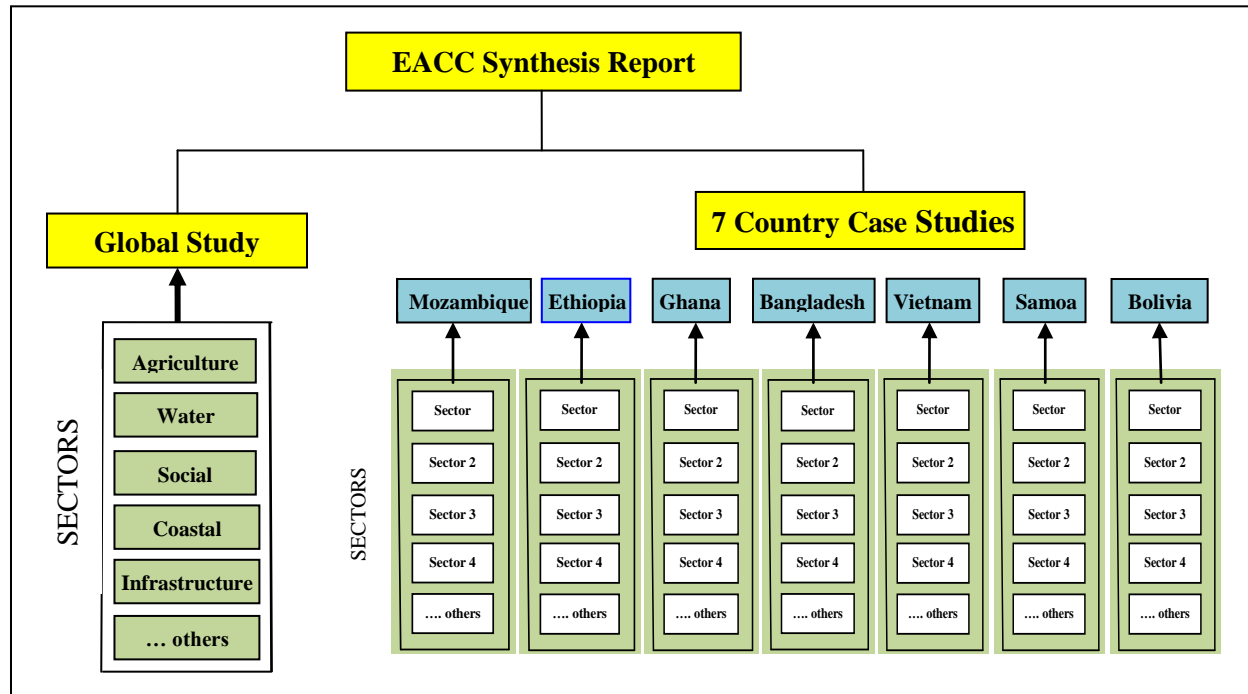 EACC Synthesis Report
Global Study
7 Country Case Studies
SECTORS
Agriculture
Water
Social
Coastal
Infrastructure
… others
SECTORS
Mozambique
Sector
Sector 2
Sector 3
Sector 4
…. others
Ethiopia
Sector
Sector 2
Sector 3
Sector 4
…. others
Ghana
Sector
Sector 2
Sector 3
Sector 4
…. others
Bangladesh
Sector
Sector 2
Sector 3
Sector 4
…. others
Vietnam
Sector
Sector 2
Sector 3
Sector 4
…. others
Samoa
Sector
Sector 2
Sector 3
Sector 4
…. others
Bolivia
Sector
Sector 2
Sector 3
Sector 4
…. others